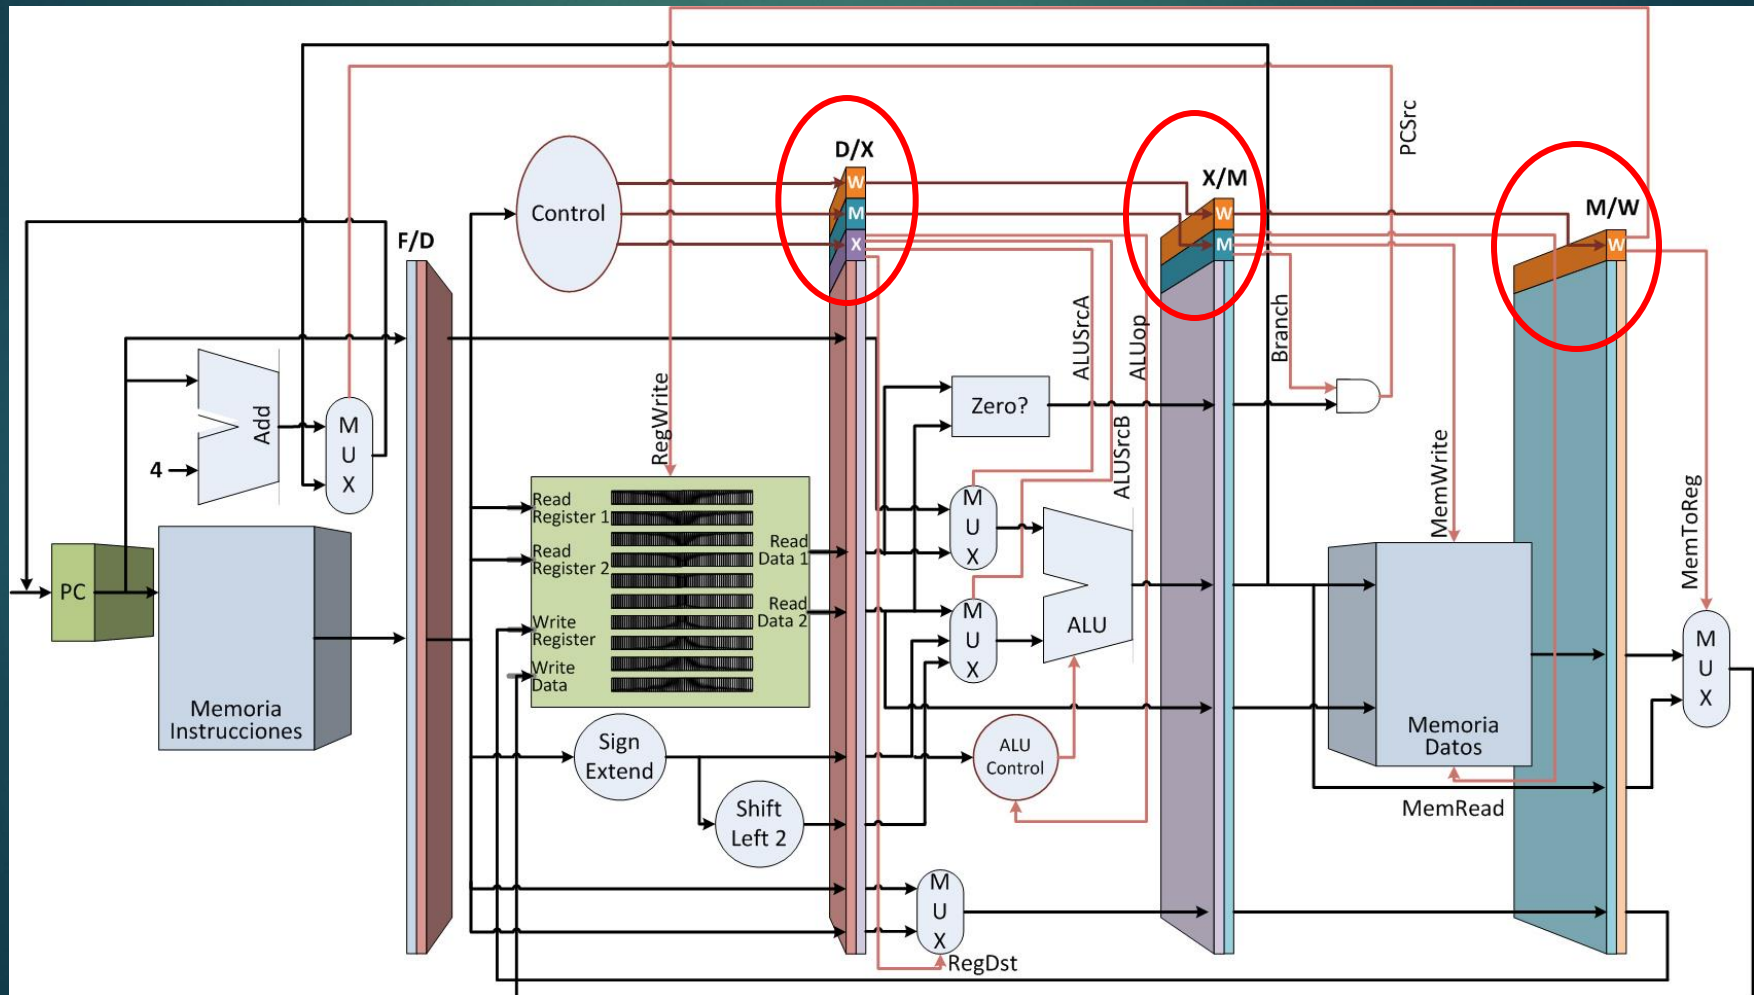 D/X
W
M
X
X/M
W
M
M/W
W
PCSrc
Control
F/D
ALUSrcA
ALUop
Branch
RegWrite
Add
4
M
U
X
Zero?
ALUSrcB
MemWrite
MemToReg
Read
Register 1
Read
Register 2
Write
Register
Write
Data
Read
Data 1
Read
Data 2
M
U
X
M
U
X
ALU
PC
Memoria
Instrucciones
Sign
Extend
Shift
Left 2
ALU
Control
Memoria
Datos
MemRead
M
U
X
M
U
X
RegDst